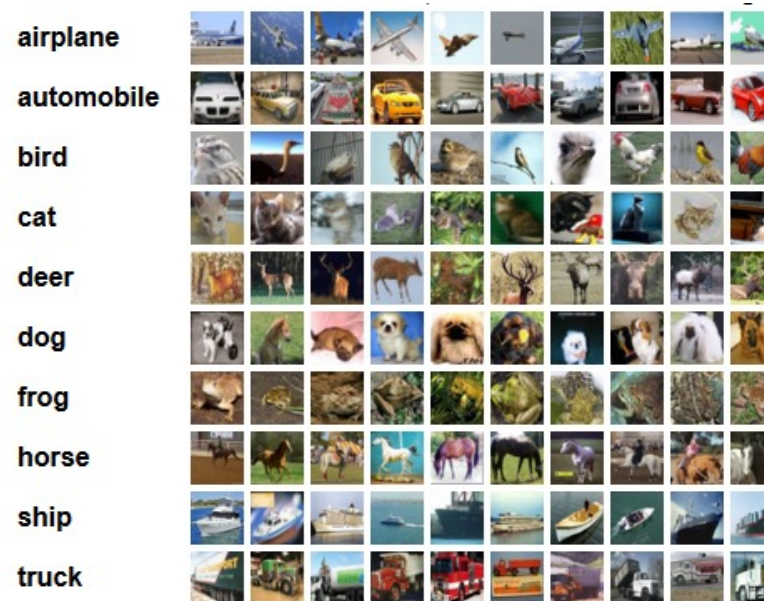 airplane
automobile
bird
cat
deer
dog
frog
horse
ship
truck